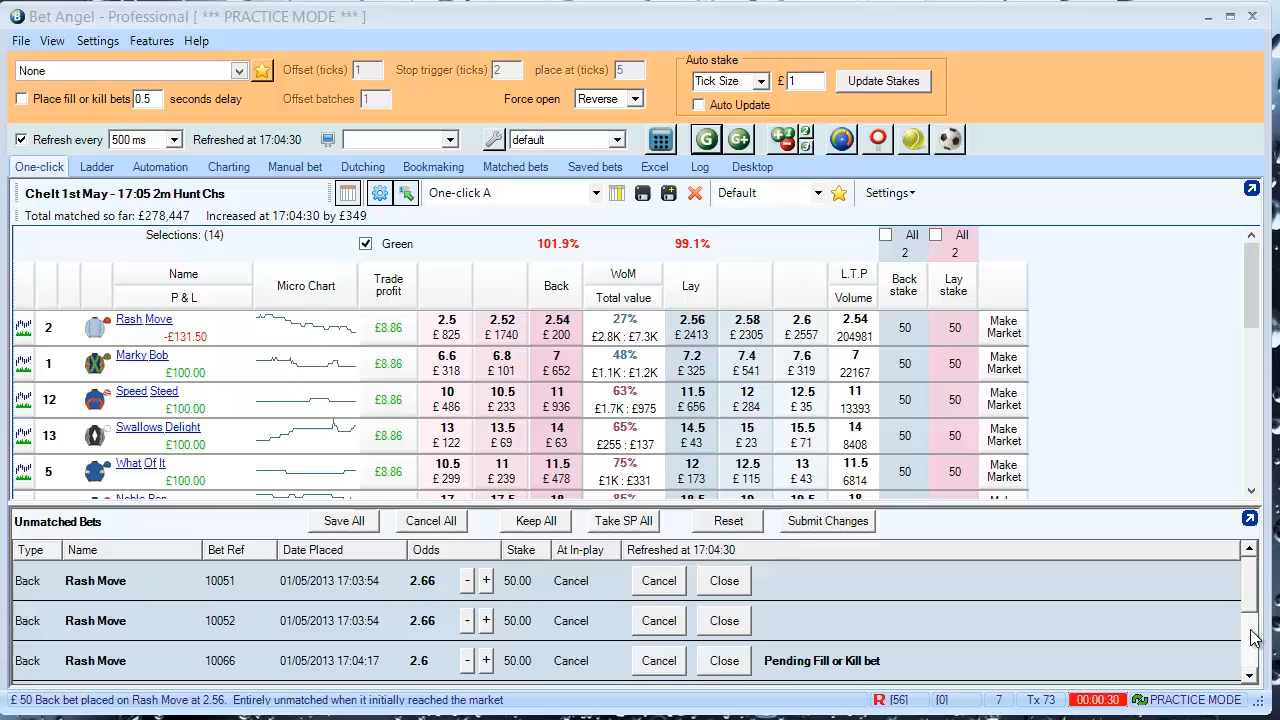 Bet Angel - Professional [ *** PRACTICE MODE *** ]
File View Settings Features Help
None Offset (ticks) 1 Stop trigger (ticks) 2 place at (ticks) 5
Auto stake
Tick Size £ 1 Update Stakes
Place fill or kill bets 0.5 seconds delay Offset batches 1 Force open Reverse
Auto Update
Refresh every 500 ms Refreshed at 17:04:30 default G G+
One-click Ladder Automation Charting Manual bet Dutching Bookmaking Matched bets Saved bets Excel Log Desktop
Chelt 1st May - 17:05 2m Hunt Chs One-click A Default Settings
Total matched so far: £278,447 Increased at 17:04:30 by £349
Selections: (14) Green 101.9% 99.1% All All
2 2
Name Micro Chart Trade profit Back WoM Lay L.T.P Back stake Lay stake
P & L Total value Volume
2 Rash Move £8.86 2.5 2.52 2.54 27% 2.56 2.58 2.6 2.54 50 50 Make Market
-£131.50 £ 825 £ 1740 £ 200 £2.8K : £7.3K £ 2413 £ 2305 £ 2557 204981
1 Marky Bob £8.86 6.6 6.8 7 48% 7.2 7.4 7.6 7 50 50 Make Market
£100.00 £ 318 £ 101 £ 652 £1.1K : £1.2K £ 325 £ 541 £ 319 22167
12 Speed Steed £8.86 10 10.5 11 63% 11.5 12 12.5 11 50 50 Make Market
£100.00 £ 486 £ 233 £ 936 £1.7K : £975 £ 656 £ 284 £ 35 13393
13 Swallows Delight £8.86 13 13.5 14 65% 14.5 15 15.5 14 50 50 Make Market
£100.00 £ 122 £ 69 £ 63 £255 : £137 £ 43 £ 23 £ 71 8408
5 What Of It £8.86 10.5 11 11.5 75% 12 12.5 13 11.5 50 50 Make Market
£100.00 £ 299 £ 239 £ 478 £1K : £331 £ 173 £ 115 £ 43 6814
Unmatched Bets Save All Cancel All Keep All Take SP All Reset Submit Changes
Type Name Bet Ref Date Placed Odds Stake At In-play Refreshed at 17:04:30
Back Rash Move 10051 01/05/2013 17:03:54 2.66 - + 50.00 Cancel Cancel Close
Back Rash Move 10052 01/05/2013 17:03:54 2.66 - + 50.00 Cancel Cancel Close
Back Rash Move 10066 01/05/2013 17:04:17 2.6 - + 50.00 Cancel Cancel Close Pending Fill or Kill bet
£ 50 Back bet placed on Rash Move at 2.56. Entirely unmatched when it initially reached the market R [56] [0] 7 Tx 73 00:00:30 PRACTICE MODE